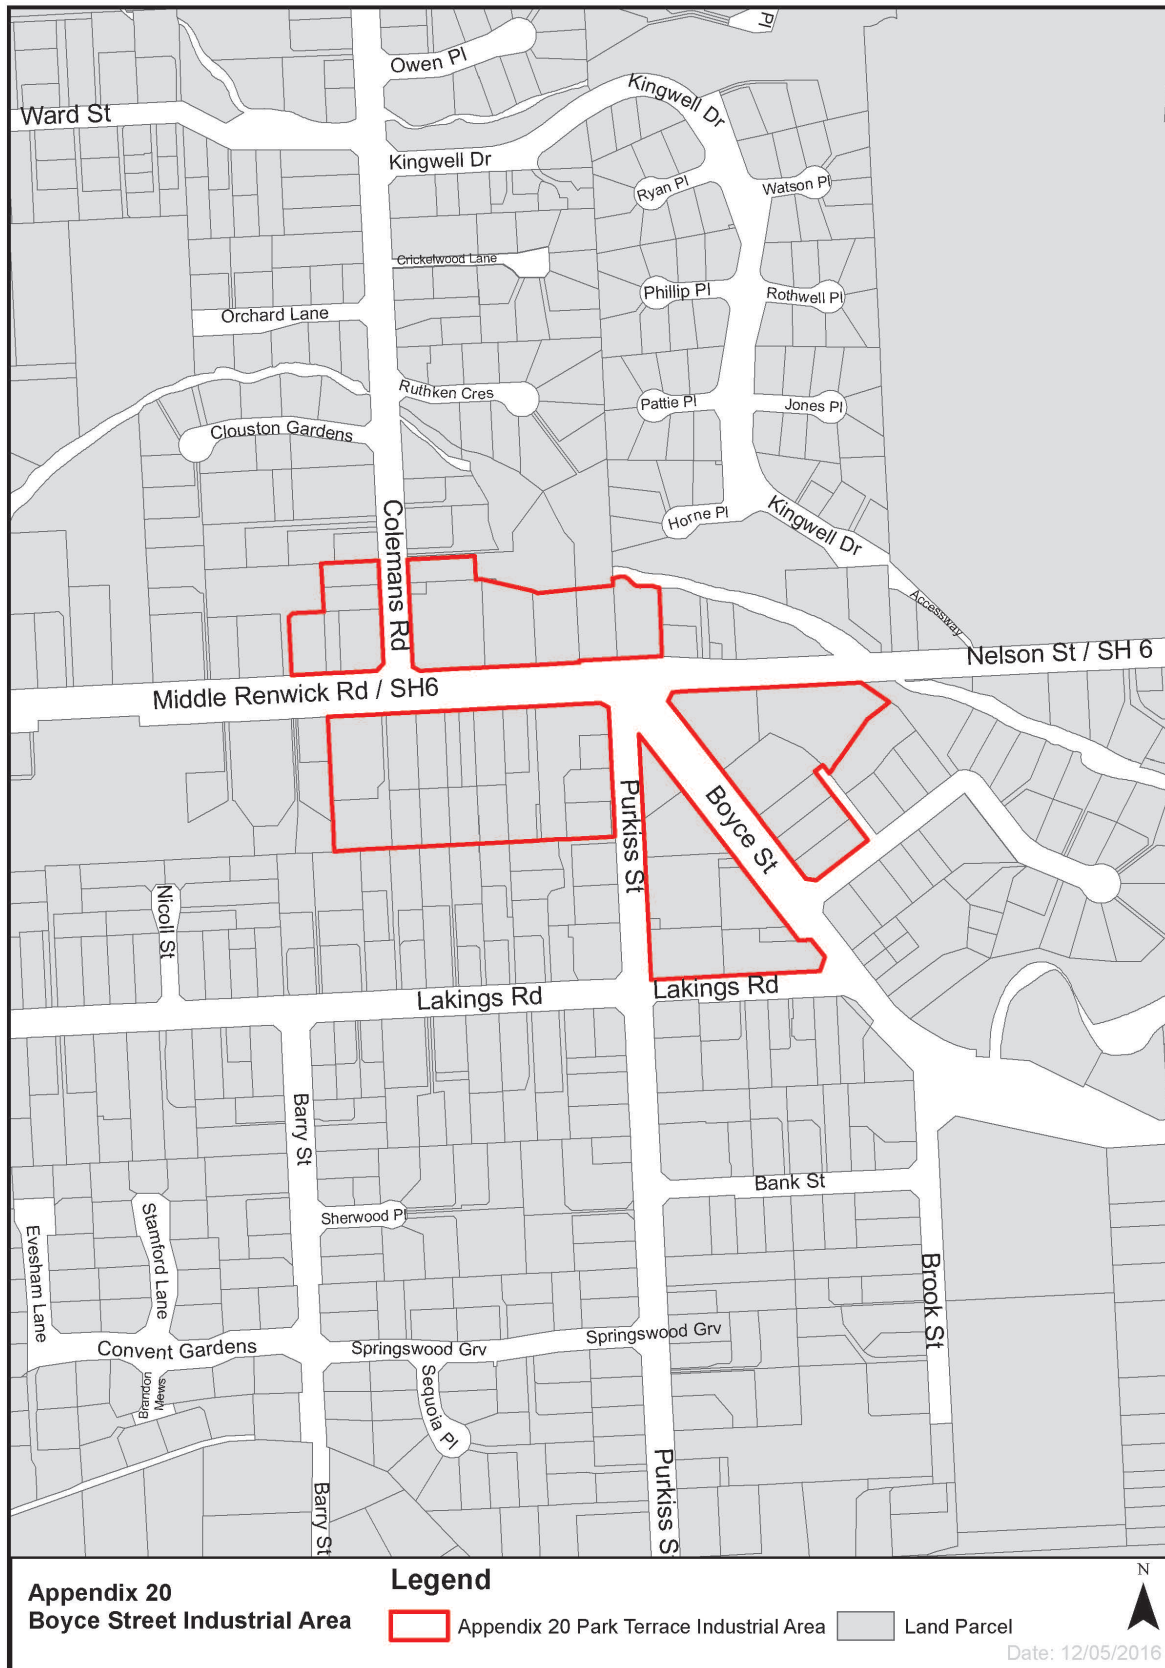 Pl
Owen Pl
Kingwell Dr
Ward St
Kingwell Dr
Ryan Pl
Watson Pl
Crickelwood Lane
Phillip Pl
Rothwell Pl
Orchard Lane
Ruthken Cres
Pattie Pl
Jones Pl
Clouston Gardens
Colemans Rd
Horne Pl
Kingwell Dr
Accessway
Nelson St / SH 6
Middle Renwick Rd / SH6
Purkiss St
Boyce St
Nicoll St
Lakings Rd
Lakings Rd
Barry St
Bank St
Sherwood Pl
Evesham Lane
Stamford Lane
Brook St
Convent Gardens
Springswood Grv
Springswood Grv
Brandon
Mews
Sequoia Pl
Barry St
Purkiss S
Appendix 20
Boyce Street Industrial Area
Legend
Appendix 20 Park Terrace Industrial Area
Land Parcel
N
Date: 12/05/2016